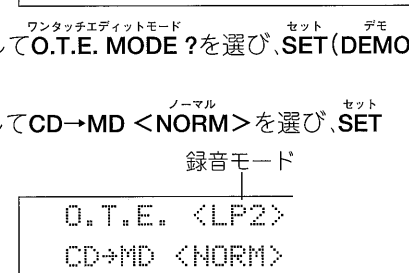 ワンタッチエディットモード セット デモ
してO.T.E. MODE ?を選び、SET(DEMO
ノーマル セット
してCD→MD <NORM>を選び、SET
録音モード
O.T.E. <LP2>
CD→MD <NORM>